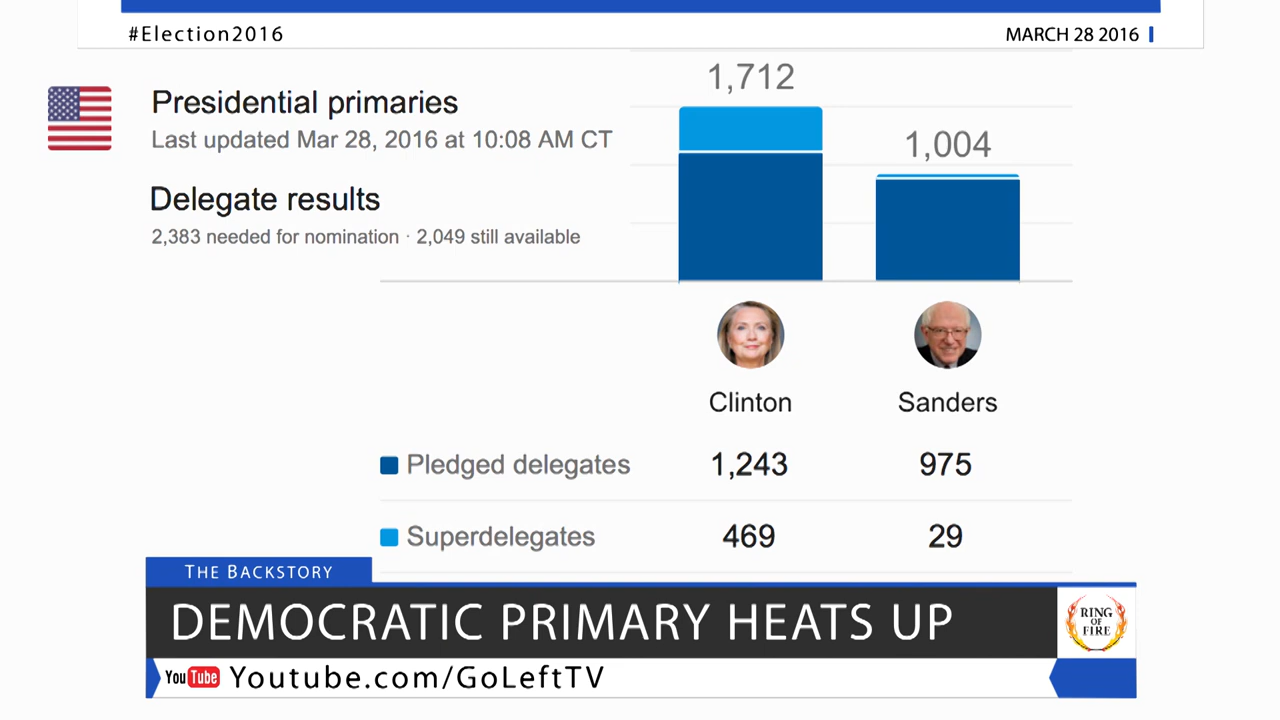 #Election2016
MARCH 28 2016
Presidential primaries
Last updated Mar 28, 2016 at 10:08 AM CT
Delegate results
2,383 needed for nomination · 2,049 still available
1,712
1,004
Clinton
Sanders
Pledged delegates 1,243 975
Superdelegates 469 29
THE BACKSTORY
DEMOCRATIC PRIMARY HEATS UP
RING
OF
FIRE
YouTube Youtube.com/GoLeftTV